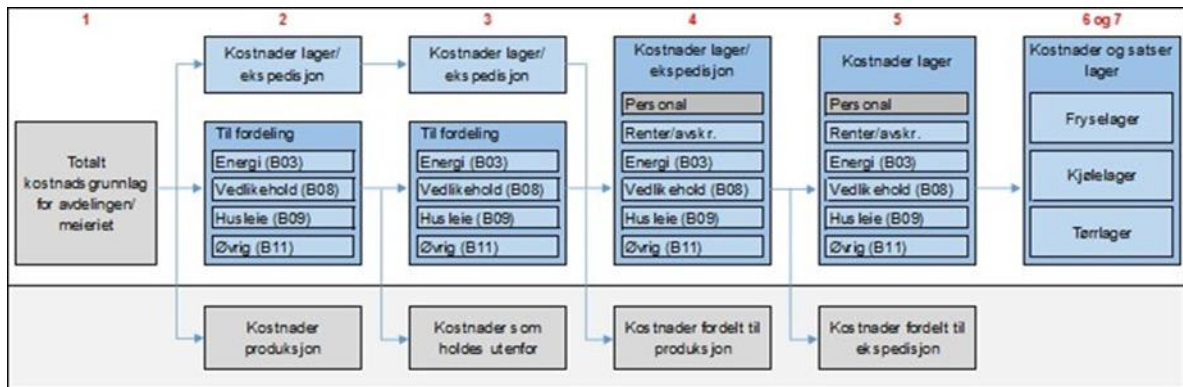 1
2
3
4
5
6 og 7
Totalt
kostnadsgrunnlag
for avdelingen/
meieriet
Kostnader lager/
ekspedisjon
Til fordeling
Energi (B03)
Vedlikehold (B08)
Husleie (B09)
Øvrig (B11)
Kostnader
produksjon
Kostnader lager/
ekspedisjon
Til fordeling
Energi (B03)
Vedlikehold (B08)
Husleie (B09)
Øvrig (B11)
Kostnader som
holdes utenfor
Kostnader lager/
ekspedisjon
Personal
Renter/avskr.
Energi (B03)
Vedlikehold (B08)
Husleie (B09)
Øvrig (B11)
Kostnader fordelt til
produksjon
Kostnader lager
Personal
Renter/avskr.
Energi (B03)
Vedlikehold (B08)
Husleie (B09)
Øvrig (B11)
Kostnader fordelt til
ekspedisjon
Kostnader og satser
lager
Fryselager
Kjølelager
Tørrlager